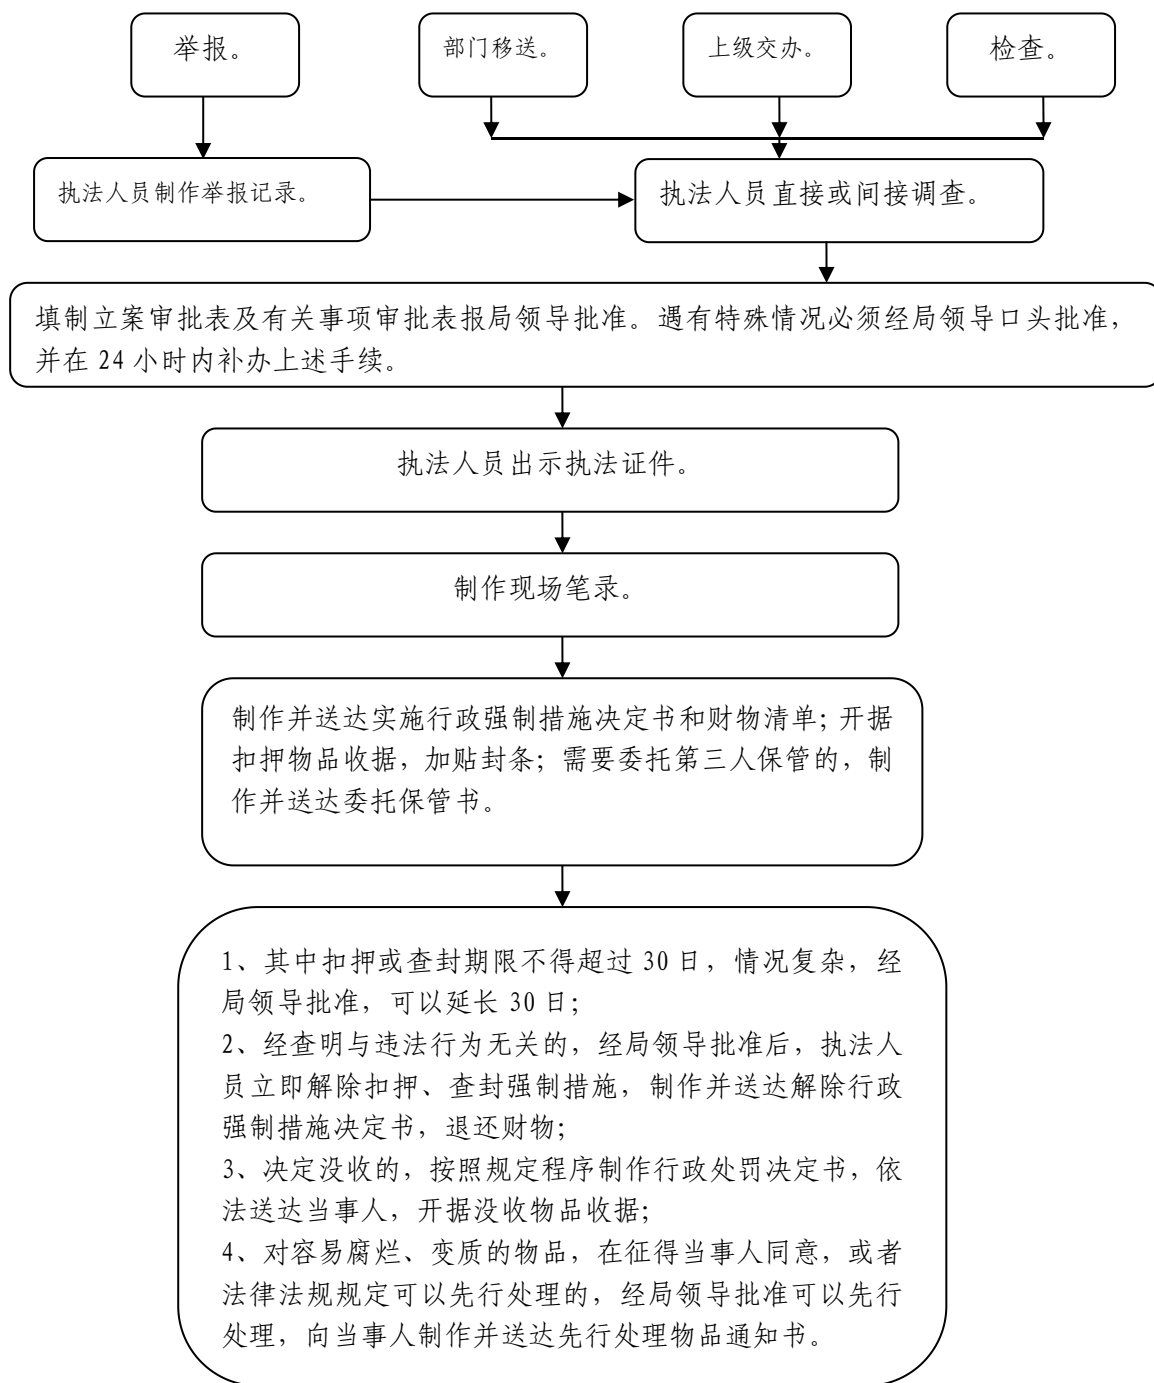 举报。
部门移送。
上级交办。
检查。
执法人员制作举报记录。
执法人员直接或间接调查。
填制立案审批表及有关事项审批表报局领导批准。遇有特殊情况必须经局领导口头批准，
并在 24 小时内补办上述手续。
执法人员出示执法证件。
制作现场笔录。
制作并送达实施行政强制措施决定书和财物清单；开据
扣押物品收据，加贴封条；需要委托第三人保管的，制
作并送达委托保管书。
1、其中扣押或查封期限不得超过 30 日，情况复杂，经
局领导批准，可以延长 30 日；
2、经查明与违法行为无关的，经局领导批准后，执法人
员立即解除扣押、查封强制措施，制作并送达解除行政
强制措施决定书，退还财物；
3、决定没收的，按照规定程序制作行政处罚决定书，依
法送达当事人，开据没收物品收据；
4、对容易腐烂、变质的物品，在征得当事人同意，或者
法律法规规定可以先行处理的，经局领导批准可以先行
处理，向当事人制作并送达先行处理物品通知书。